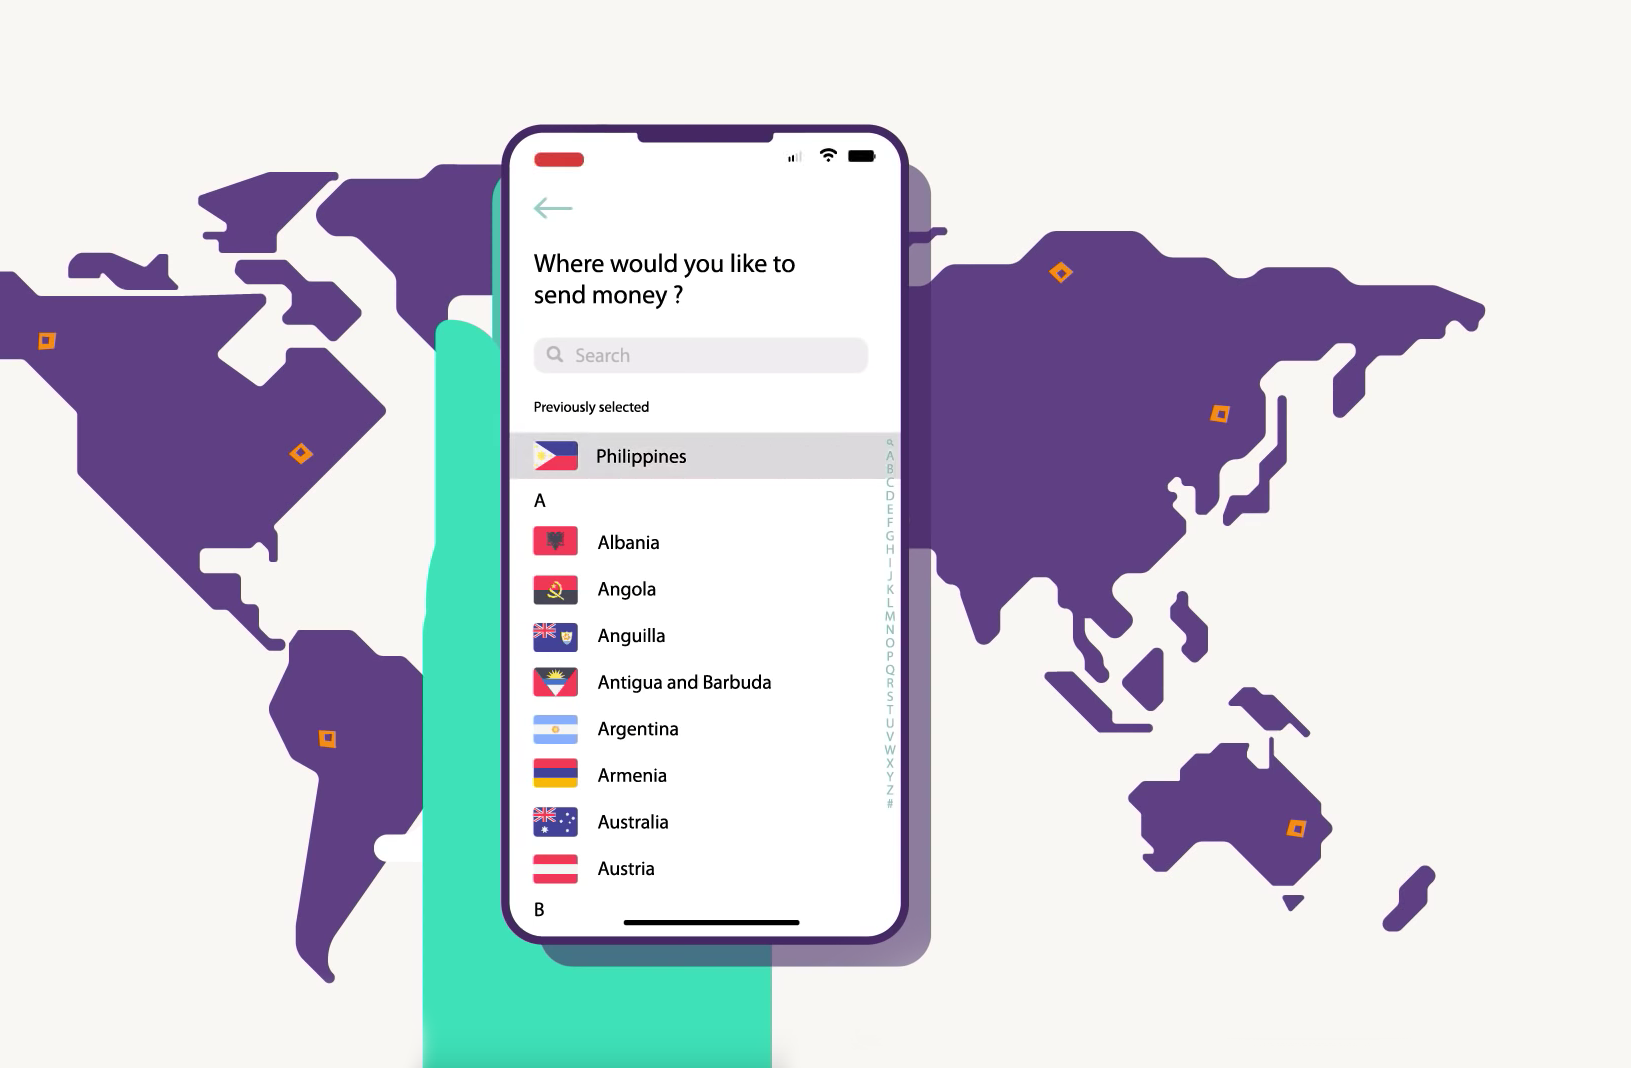 Where would you like to
send money ?
Search
Previously selected
Philippines
A
Albania
Angola
Anguilla
Antigua and Barbuda
Argentina
Armenia
Australia
Austria
B
A
B
C
D
E
F
G
H
I
J
K
L
M
N
O
P
Q
R
S
T
U
V
W
X
Y
Z
#